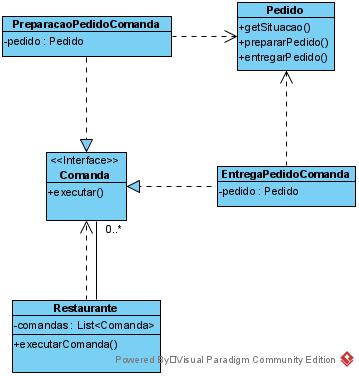 PreparacaoPedidoComanda
-pedido : Pedido
Pedido
+getSituacao()
+prepararPedido()
+entregarPedido()
<<Interface>>
Comanda
+executar()
EntregaPedidoComanda
-pedido : Pedido
0..*
Restaurante
-comandas : List<Comanda>
+executarComanda()
Powered By Visual Paradigm Community Edition